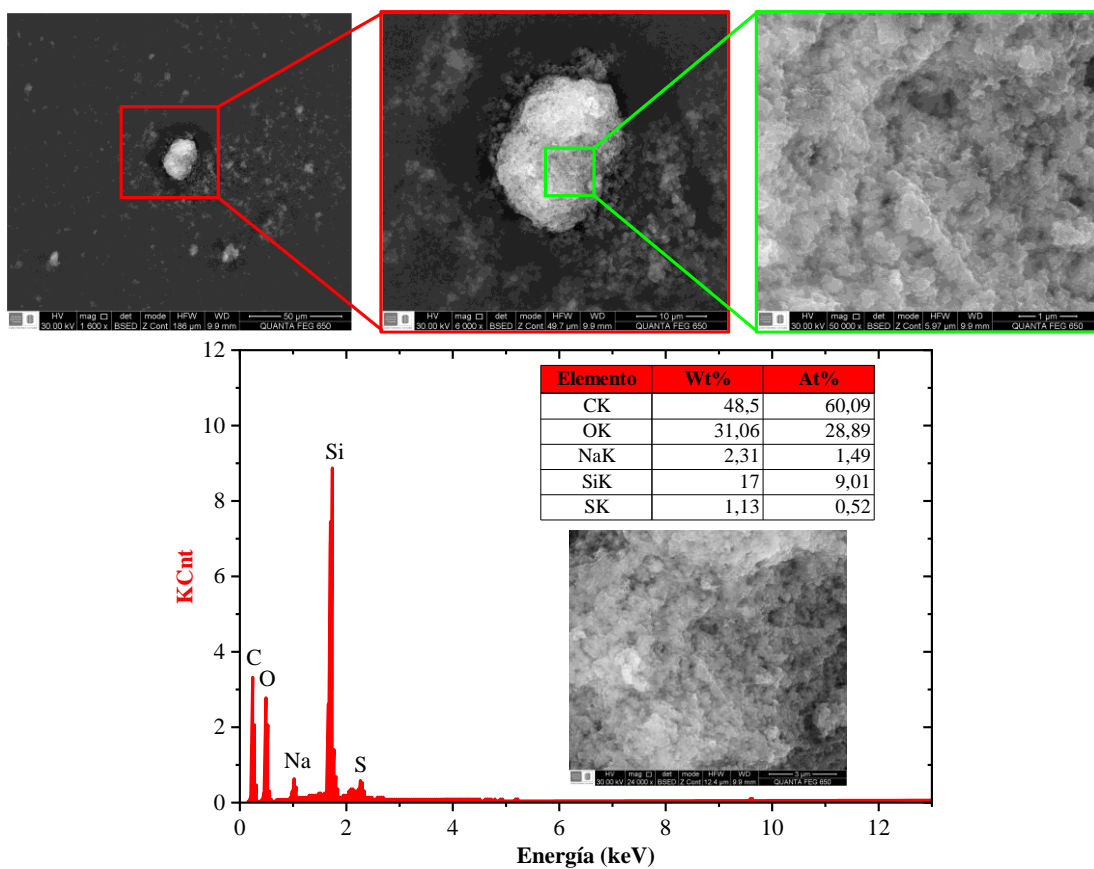 HV mag □ det mode HFW WD 50 µm
30.00 kV 1 600 x BSED Z Cont 186 µm 9.9 mm QUANTA FEG 650
HV mag □ det mode HFW WD 10 µm
30.00 kV 6 000 x BSED Z Cont 49.7 µm 9.9 mm QUANTA FEG 650
HV mag □ det mode HFW WD 1 µm
30.00 kV 50 000 x BSED Z Cont 5.97 µm 9.9 mm QUANTA FEG 650
12
10
8
6
4
2
0
KCnt
C
O
Na
Si
S
Elemento Wt% At%
CK 48,5 60,09
OK 31,06 28,89
NaK 2,31 1,49
SiK 17 9,01
SK 1,13 0,52
HV mag □ det mode HFW WD 3 µm
30.00 kV 24 000 x BSED Z Cont 12.4 µm 9.9 mm QUANTA FEG 650
0 2 4 6 8 10 12
Energía (keV)